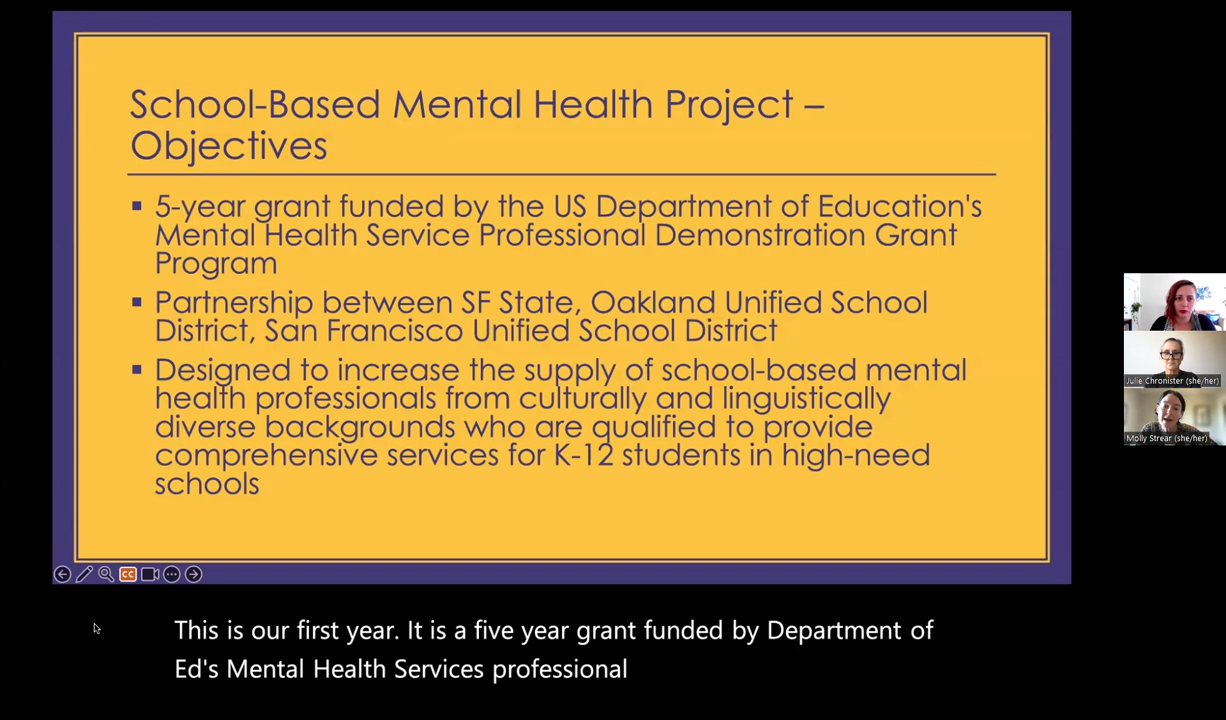 School-Based Mental Health Project –
Objectives
▪ 5-year grant funded by the US Department of Education's
Mental Health Service Professional Demonstration Grant
Program
▪ Partnership between SF State, Oakland Unified School
District, San Francisco Unified School District
▪ Designed to increase the supply of school-based mental
health professionals from culturally and linguistically
diverse backgrounds who are qualified to provide
comprehensive services for K-12 students in high-need
schools
CC
This is our first year. It is a five year grant funded by Department of
Ed's Mental Health Services professional
Julie Chronister (she/her)
Molly Strear (she/her)